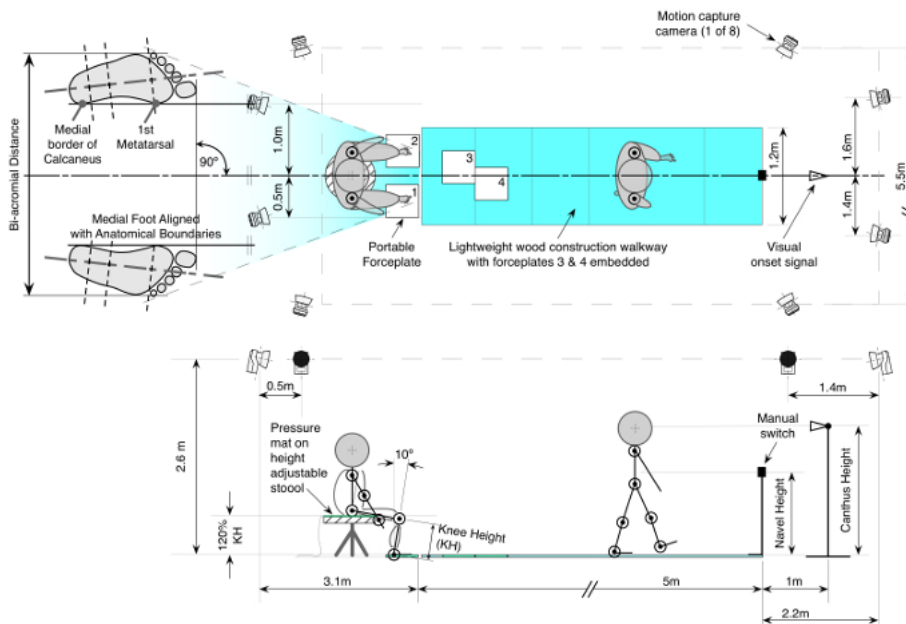 Motion capture
camera (1 of 8)
Bi-acromial Distance
Medial
border of
Calcaneus
1st
Metatarsal
90º
1.0m
0.5m
2
1
3
4
1.2m
1.6m
1.4m
5.5m
Medial Foot Aligned
with Anatomical Boundaries
Portable
Forceplate
Lightweight wood construction walkway
with forceplates 3 & 4 embedded
Visual
onset signal
0.5m
1.4m
2.6 m
Pressure
mat on
height
adjustable
stoool
10º
Manual
switch
120%
KH
Knee Height
(KH)
Navel Height
Canthus Height
3.1m
5m
1m
2.2m